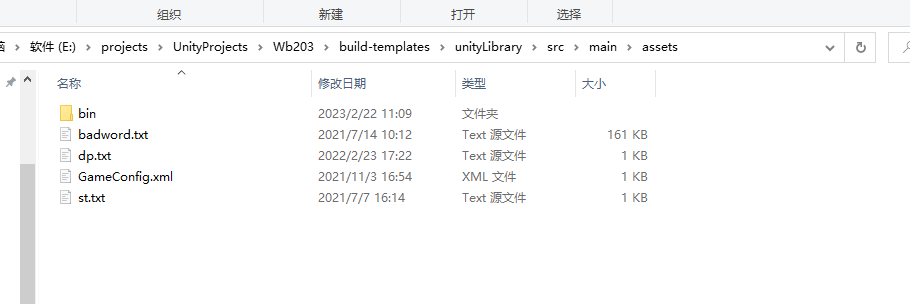 组织 新建 打开 选择
软件 (E:) projects UnityProjects Wb203 build-templates unityLibrary src main assets
名称 修改日期 类型 大小
bin 2023/2/22 11:09 文件夹
badword.txt 2021/7/14 10:12 Text 源文件 161 KB
dp.txt 2022/2/23 17:22 Text 源文件 1 KB
GameConfig.xml 2021/11/3 16:54 XML 文件 1 KB
st.txt 2021/7/7 16:14 Text 源文件 1 KB